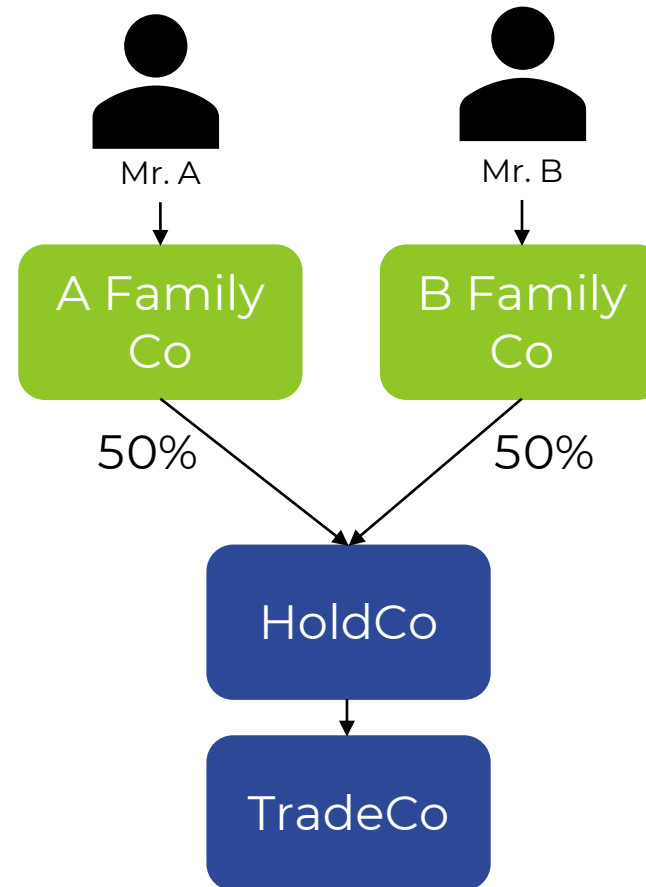 Mr. A
Mr. B
A Family
Co
B Family
Co
50%
50%
HoldCo
TradeCo